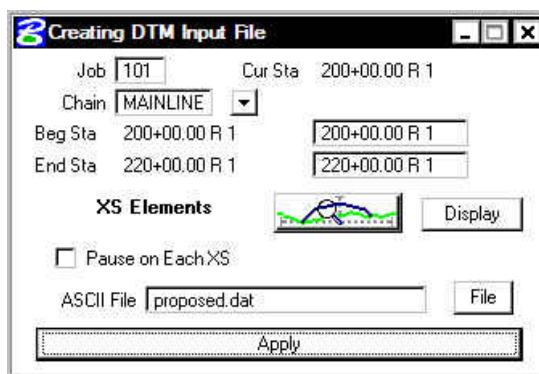 Creating DTM Input File
Job 101 Cur Sta 200+00.00 R 1
Chain MAINLINE
Beg Sta 200+00.00 R 1 200+00.00 R 1
End Sta 220+00.00 R 1 220+00.00 R 1
XS Elements Display
Pause on Each XS
ASCII File proposed.dat File
Apply